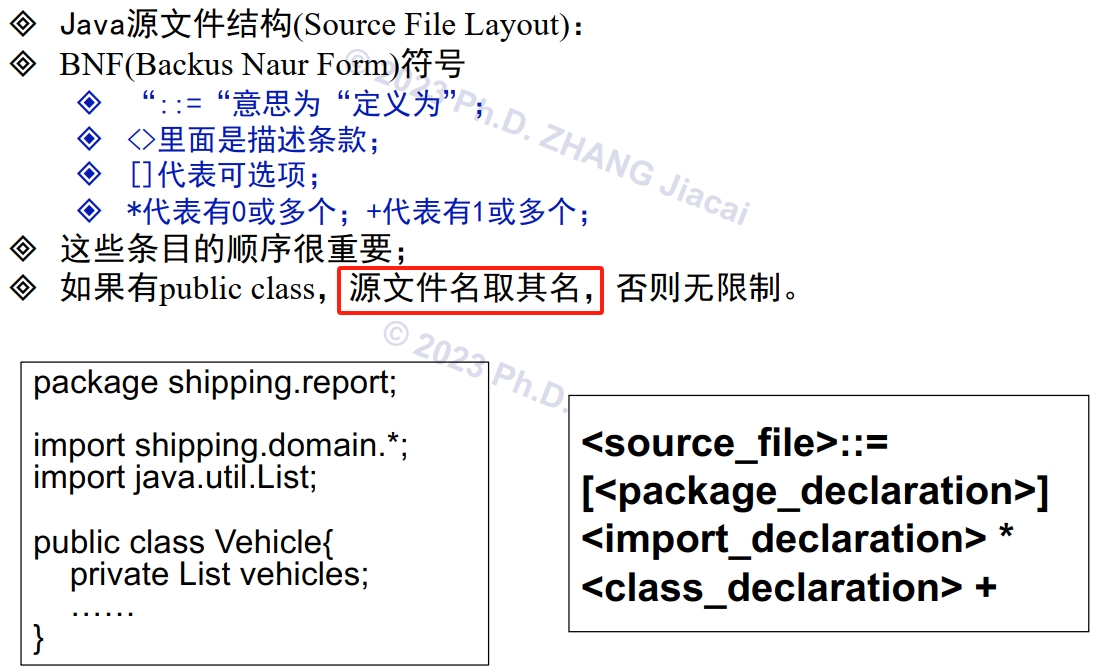 Java源文件结构(Source File Layout)：
BNF(Backus Naur Form)符号
“::= “意思为 “定义为”；
<>里面是描述条款；
[]代表可选项；
*代表有0或多个；+代表有1或多个；
这些条目的顺序很重要；
如果有public class，源文件名取其名，否则无限制。
© 2023 Ph.D. ZHANG Jiacai
© 2023 Ph.D.
package shipping.report;
import shipping.domain.*;
import java.util.List;
public class Vehicle{
private List vehicles;
……
}
<source_file>::=
[<package_declaration>]
<import_declaration> *
<class_declaration> +